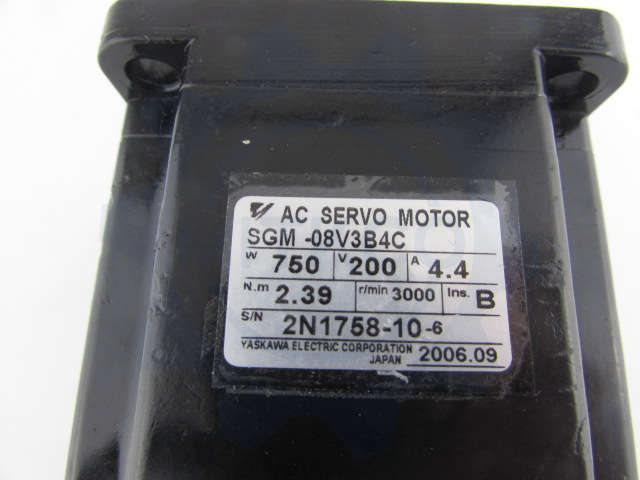 AC SERVO MOTOR
SGM -08V3B4C
W 750 V 200 A 4.4
N.m 2.39 r/min 3000 Ins. B
S/N 2N1758-10-6
YASKAWA ELECTRIC CORPORATION
JAPAN 2006.09